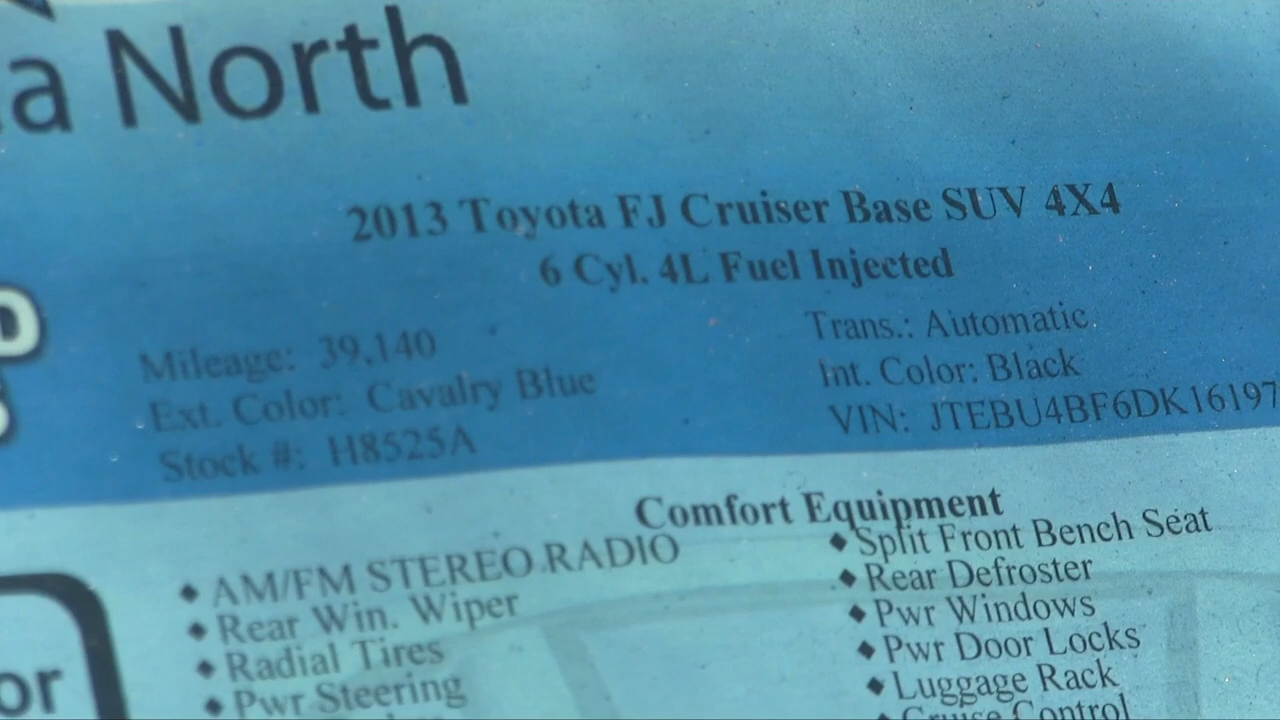 a North
2013 Toyota FJ Cruiser Base SUV 4X4
6 Cyl. 4L Fuel Injected
Mileage: 39,140
Ext. Color: Cavalry Blue
Stock #: H8525A
Trans.: Automatic
Int. Color: Black
VIN: JTEBU4BF6DK16197
Comfort Equipment
◆ AM/FM STEREO RADIO
◆ Rear Win. Wiper
◆ Radial Tires
◆ Pwr Steering
◆ Split Front Bench Seat
◆ Rear Defroster
◆ Pwr Windows
◆ Pwr Door Locks
◆ Luggage Rack
◆ Cruise Control
or